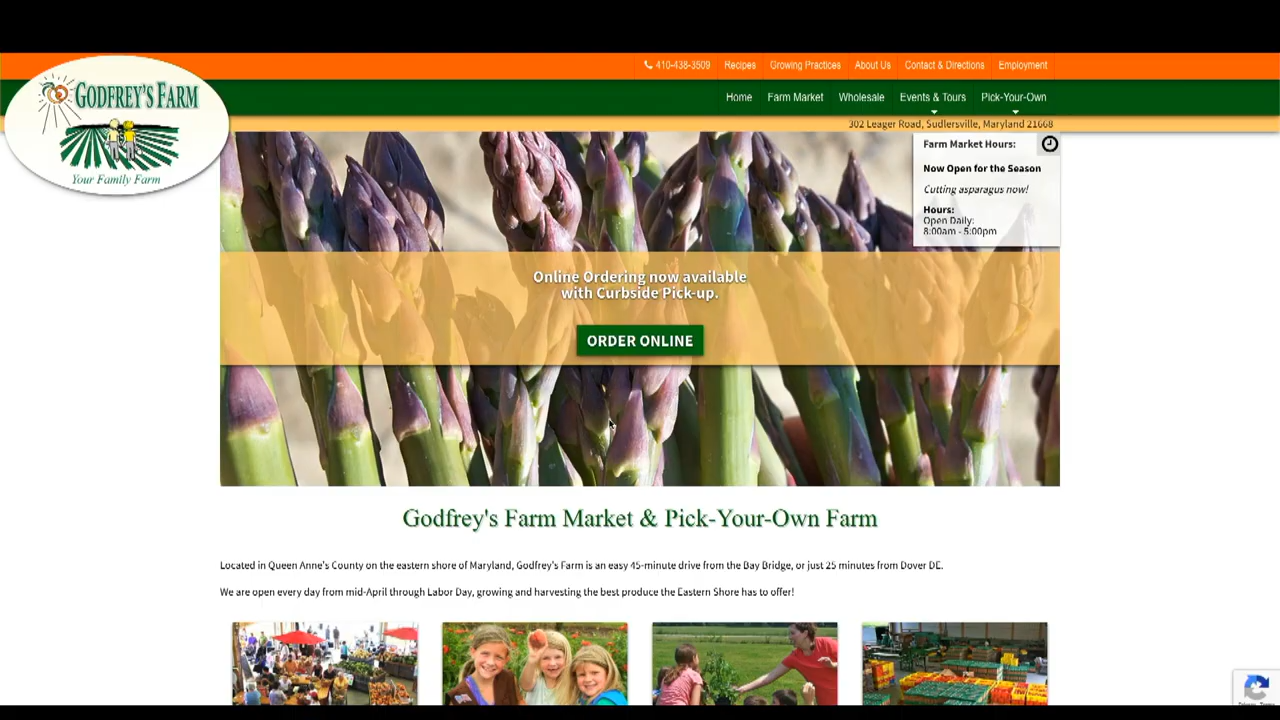 410-438-3509 Recipes Growing Practices About Us Contact & Directions Employment
GODFREY'S FARM
Your Family Farm
Home Farm Market Wholesale Events & Tours Pick-Your-Own
302 Leager Road, Sudlersville, Maryland 21668
Farm Market Hours:
Now Open for the Season
Cutting asparagus now!
Hours:
Open Daily:
8:00am - 5:00pm
Online Ordering now available
with Curbside Pick-up.
ORDER ONLINE
Godfrey's Farm Market & Pick-Your-Own Farm
Located in Queen Anne's County on the eastern shore of Maryland, Godfrey's Farm is an easy 45-minute drive from the Bay Bridge, or just 25 minutes from Dover DE.
We are open every day from mid-April through Labor Day, growing and harvesting the best produce the Eastern Shore has to offer!